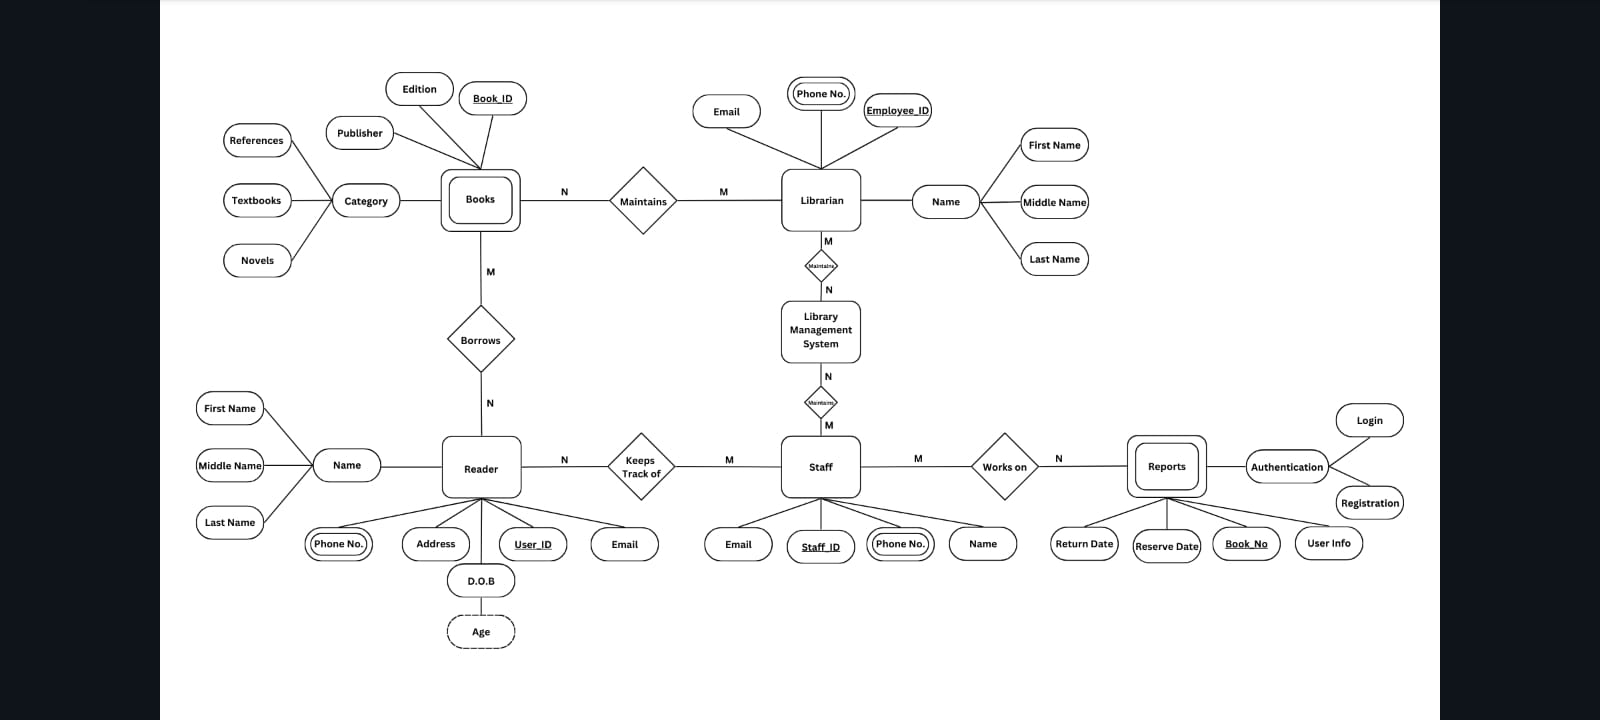 Edition
Book_ID
Publisher
References
Textbooks
Category
Novels
Books
N
Maintains
M
Email
Phone No.
Employee_ID
Librarian
Name
First Name
Middle Name
Last Name
M
Maintains
N
Library
Management
System
N
Maintains
M
M
Borrows
N
First Name
Middle Name
Last Name
Name
Reader
N
Keeps
Track of
M
Staff
M
Works on
N
Reports
Authentication
Login
Registration
Phone No.
Address
User_ID
Email
D.O.B
Age
Email
Staff_ID
Phone No.
Name
Return Date
Reserve Date
Book_No
User Info